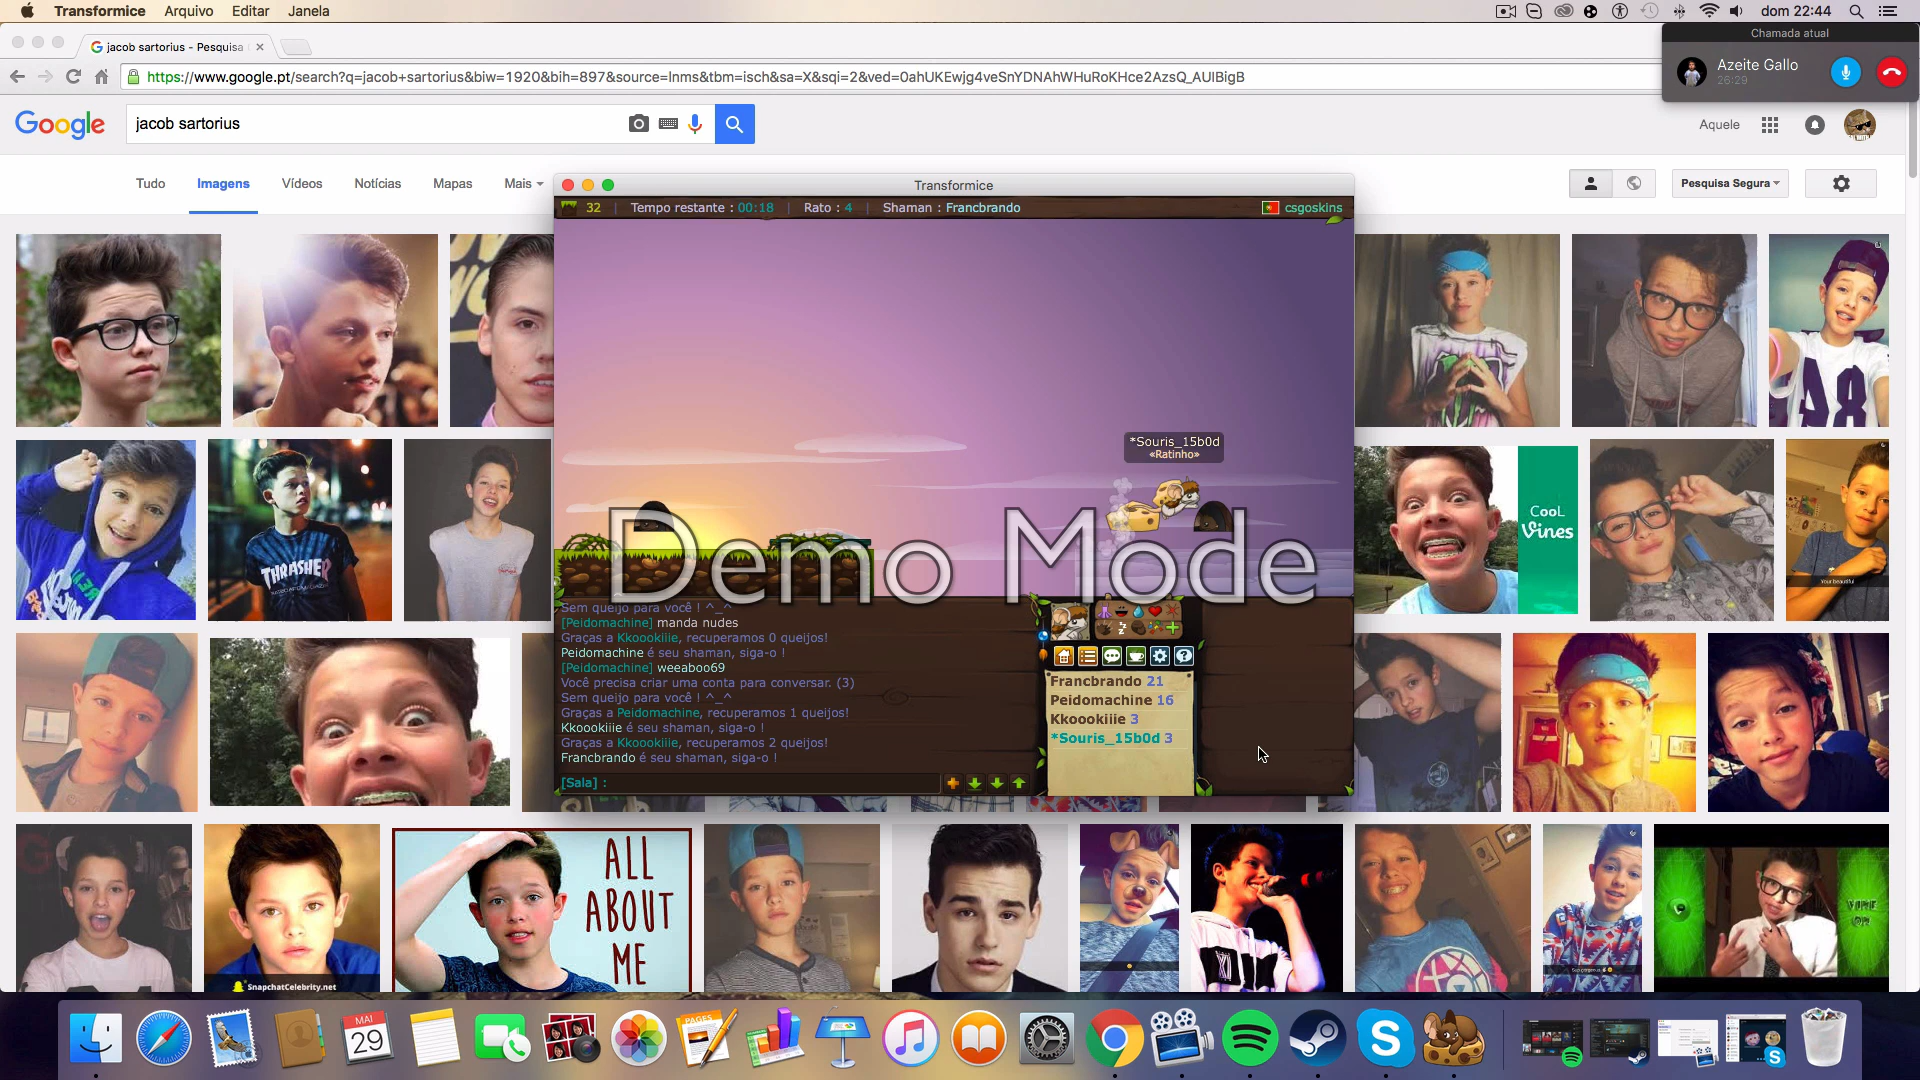 Transformice Arquivo Editar Janela
dom 22:44
jacob sartorius - Pesquisa
Chamada atual
Azeite Gallo
26:29
https://www.google.pt/search?q=jacob+sartorius&biw=1920&bih=897&source=lnms&tbm=isch&sa=X&sqi=2&ved=0ahUKEwjg4veSnYDNAhWHuRoKHce2AzsQ_AUIBigB
Google
jacob sartorius
Aquele
Tudo Imagens Vídeos Notícias Mapas Mais
Pesquisa Segura
Transformice
32 | Tempo restante : 00:18 | Rato : 4 | Shaman : Francbrando
csgoskins
*Souris_15b0d
«Ratinho»
Demo Mode
CooL
Vines
THRASHER
Your beautiful
Sem queijo para você ! ^_^
[Peidomachine] manda nudes
Graças a Kkoookiiie, recuperamos 0 queijos!
Peidomachine é seu shaman, siga-o !
[Peidomachine] weeaboo69
Você precisa criar uma conta para conversar. (3)
Sem queijo para você ! ^_^
Graças a Peidomachine, recuperamos 1 queijos!
Kkoookiiie é seu shaman, siga-o !
Graças a Kkoookiiie, recuperamos 2 queijos!
Francbrando é seu shaman, siga-o !
[Sala] :
Francbrando 21
Peidomachine 16
Kkoookiiie 3
*Souris_15b0d 3
ALL
ABOUT
ME
SnapchatCelebrity.net
VINE
MAI
29
PAGES